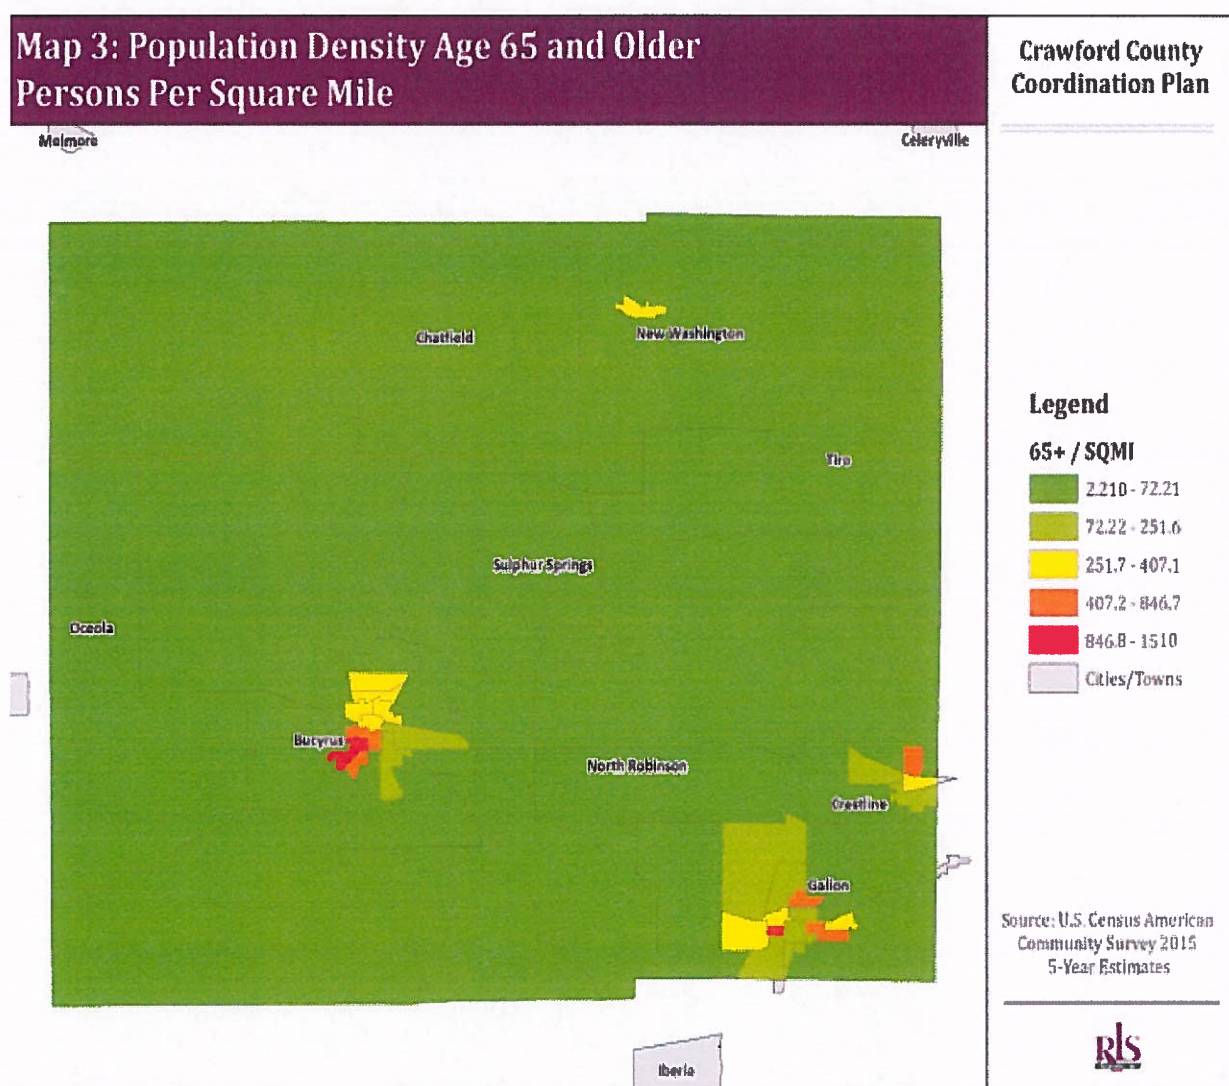 Map 3: Population Density Age 65 and Older
Persons Per Square Mile
Crawford County
Coordination Plan
Melmore
Celeryville
Chatfield
New Washington
Tiro
Sulphur Springs
Oceola
Bucyrus
North Robinson
Crestline
Galion
Iberia
Legend
65+ / SQMI
2.210 - 72.21
72.22 - 251.6
251.7 - 407.1
407.2 - 846.7
846.8 - 1510
Cities/Towns
Source: U.S. Census American
Community Survey 2015
5-Year Estimates
RLS